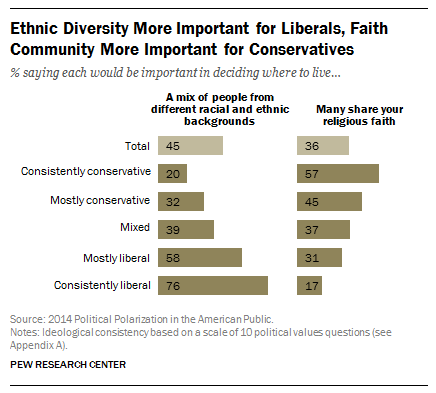 Ethnic Diversity More Important for Liberals, Faith
Community More Important for Conservatives
% saying each would be important in deciding where to live...
A mix of people from
different racial and ethnic
backgrounds
Many share your
religious faith
Total 45 36
Consistently conservative 20 57
Mostly conservative 32 45
Mixed 39 37
Mostly liberal 58 31
Consistently liberal 76 17
Source: 2014 Political Polarization in the American Public.
Notes: Ideological consistency based on a scale of 10 political values questions (see
Appendix A).
PEW RESEARCH CENTER